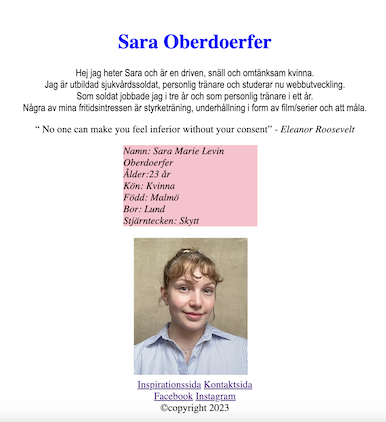 Sara Oberdoerfer
Hej jag heter Sara och är en driven, snäll och omtänksam kvinna.
Jag är utbildad sjukvårdssoldat, personlig tränare och studerar nu webbutveckling.
Som soldat jobbade jag i tre år och som personlig tränare i ett år.
Några av mina fritidsintressen är styrketräning, underhållning i form av film/serier och att måla.
“ No one can make you feel inferior without your consent” - Eleanor Roosevelt
Namn: Sara Marie Levin
Oberdoerfer
Ålder:23 år
Kön: Kvinna
Född: Malmö
Bor: Lund
Stjärntecken: Skytt
Inspirationssida Kontaktsida
Facebook Instagram
©copyright 2023